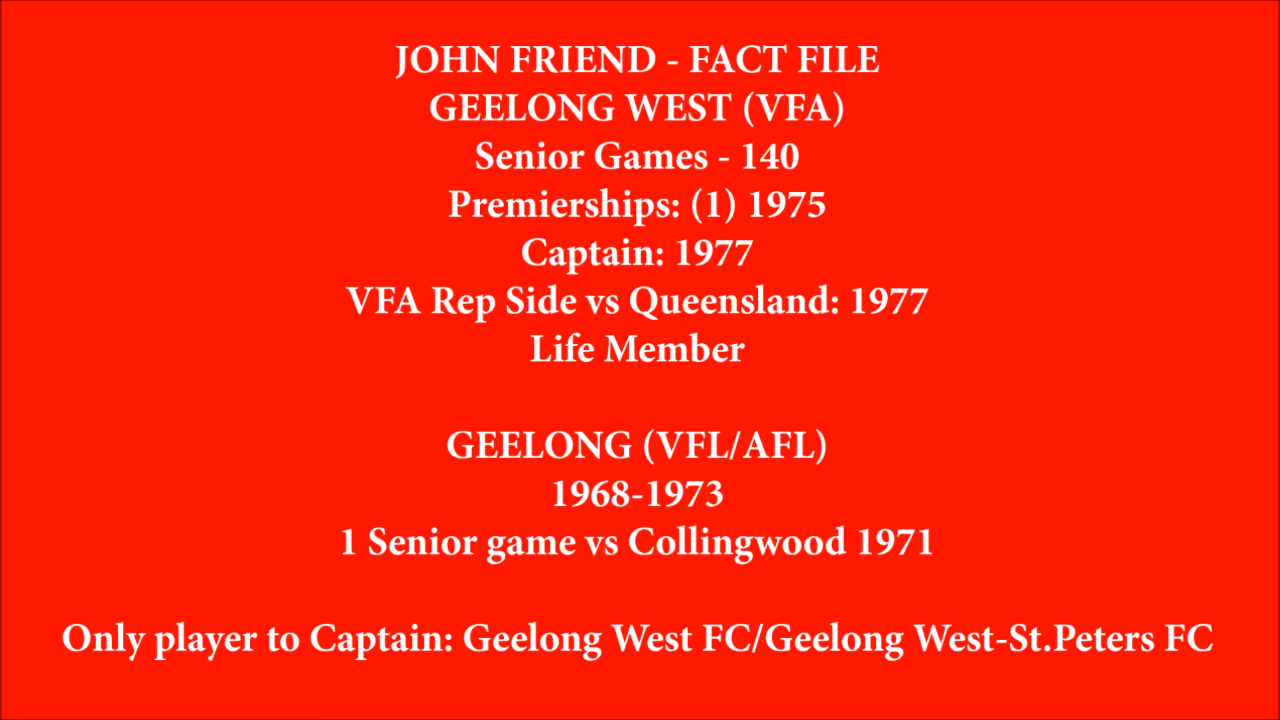 JOHN FRIEND - FACT FILE
GEELONG WEST (VFA)
Senior Games - 140
Premierships: (1) 1975
Captain: 1977
VFA Rep Side vs Queensland: 1977
Life Member
GEELONG (VFL/AFL)
1968-1973
1 Senior game vs Collingwood 1971
Only player to Captain: Geelong West FC/Geelong West-St.Peters FC